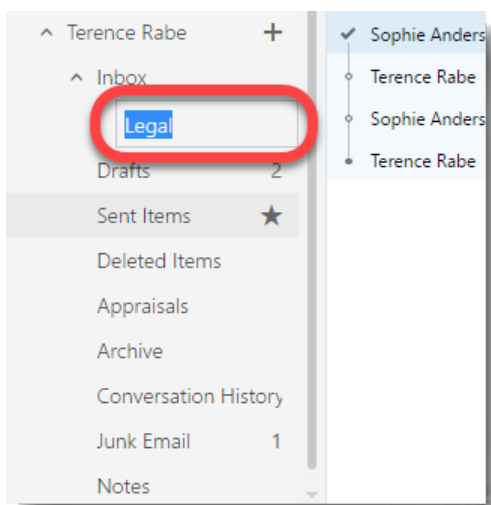 Terence Rabe +
Inbox
Legal
Drafts 2
Sent Items
Deleted Items
Appraisals
Archive
Conversation History
Junk Email 1
Notes
Sophie Anders
Terence Rabe
Sophie Anders
Terence Rabe